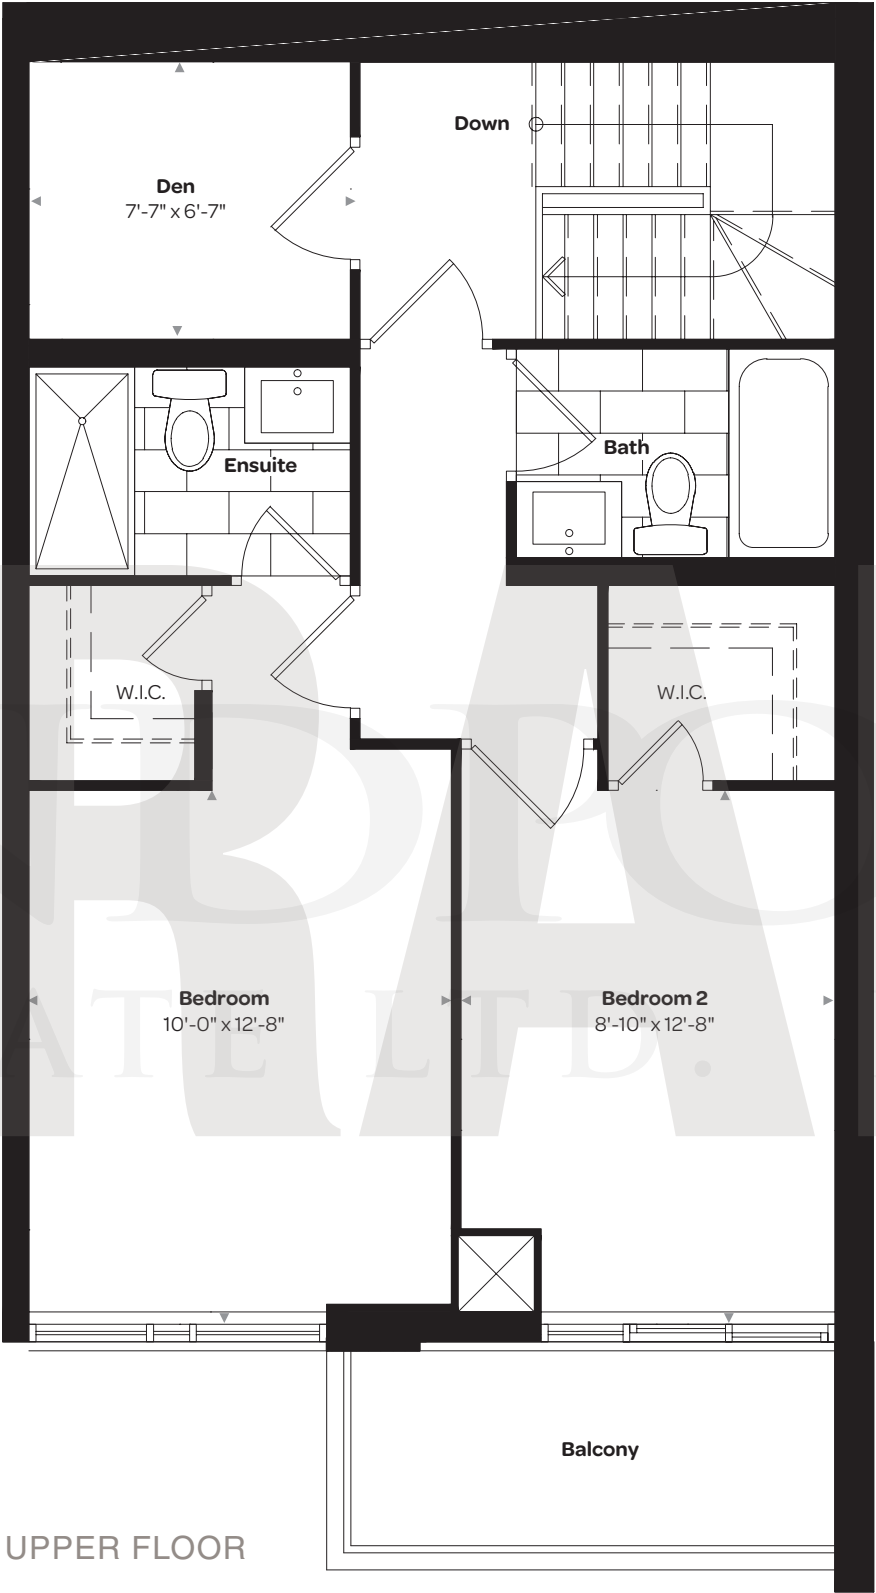 Down
Den
7'-7" x 6'-7"
Ensuite
Bath
W.I.C.
W.I.C.
Bedroom
10'-0" x 12'-8"
Bedroom 2
8'-10" x 12'-8"
LTD.
Balcony
UPPER FLOOR